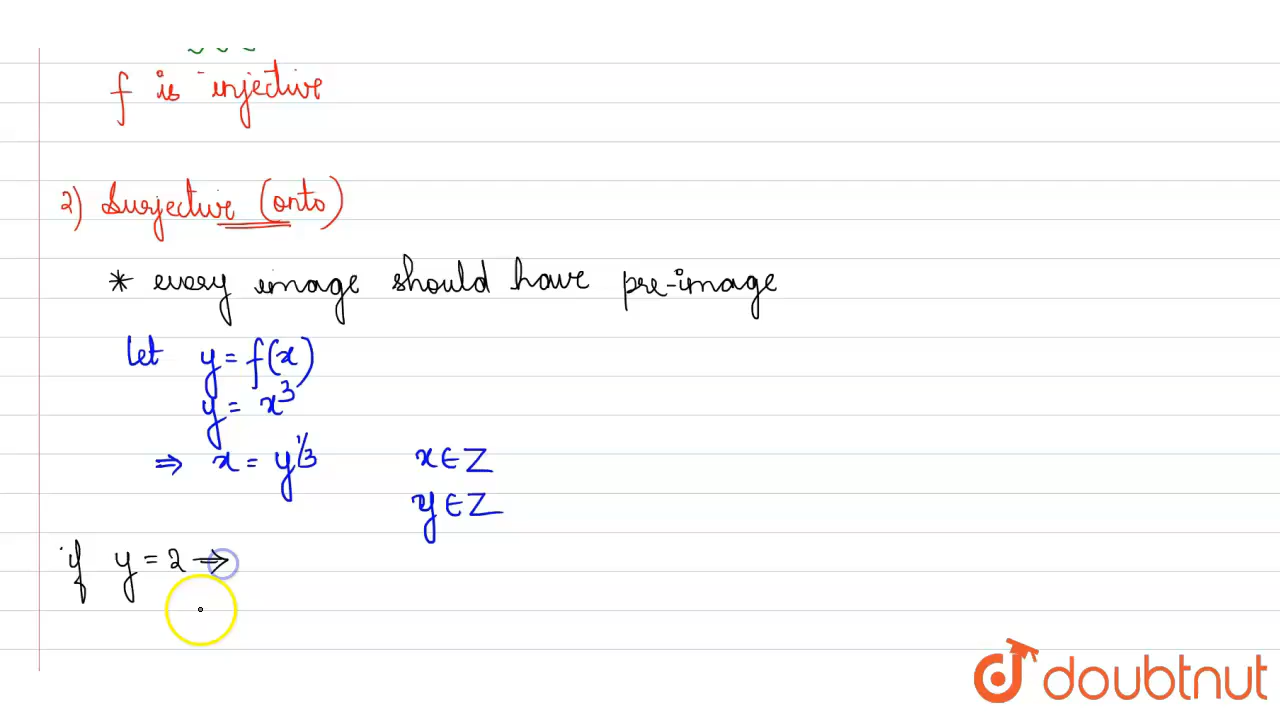 f is injective
2) Surjective (onto)
* every image should have pre-image
let y = f(x)
y = x³
⇒ x = y^1/3 x ∈ Z
y ∈ Z
if y = 2 ⇒
doubtnut